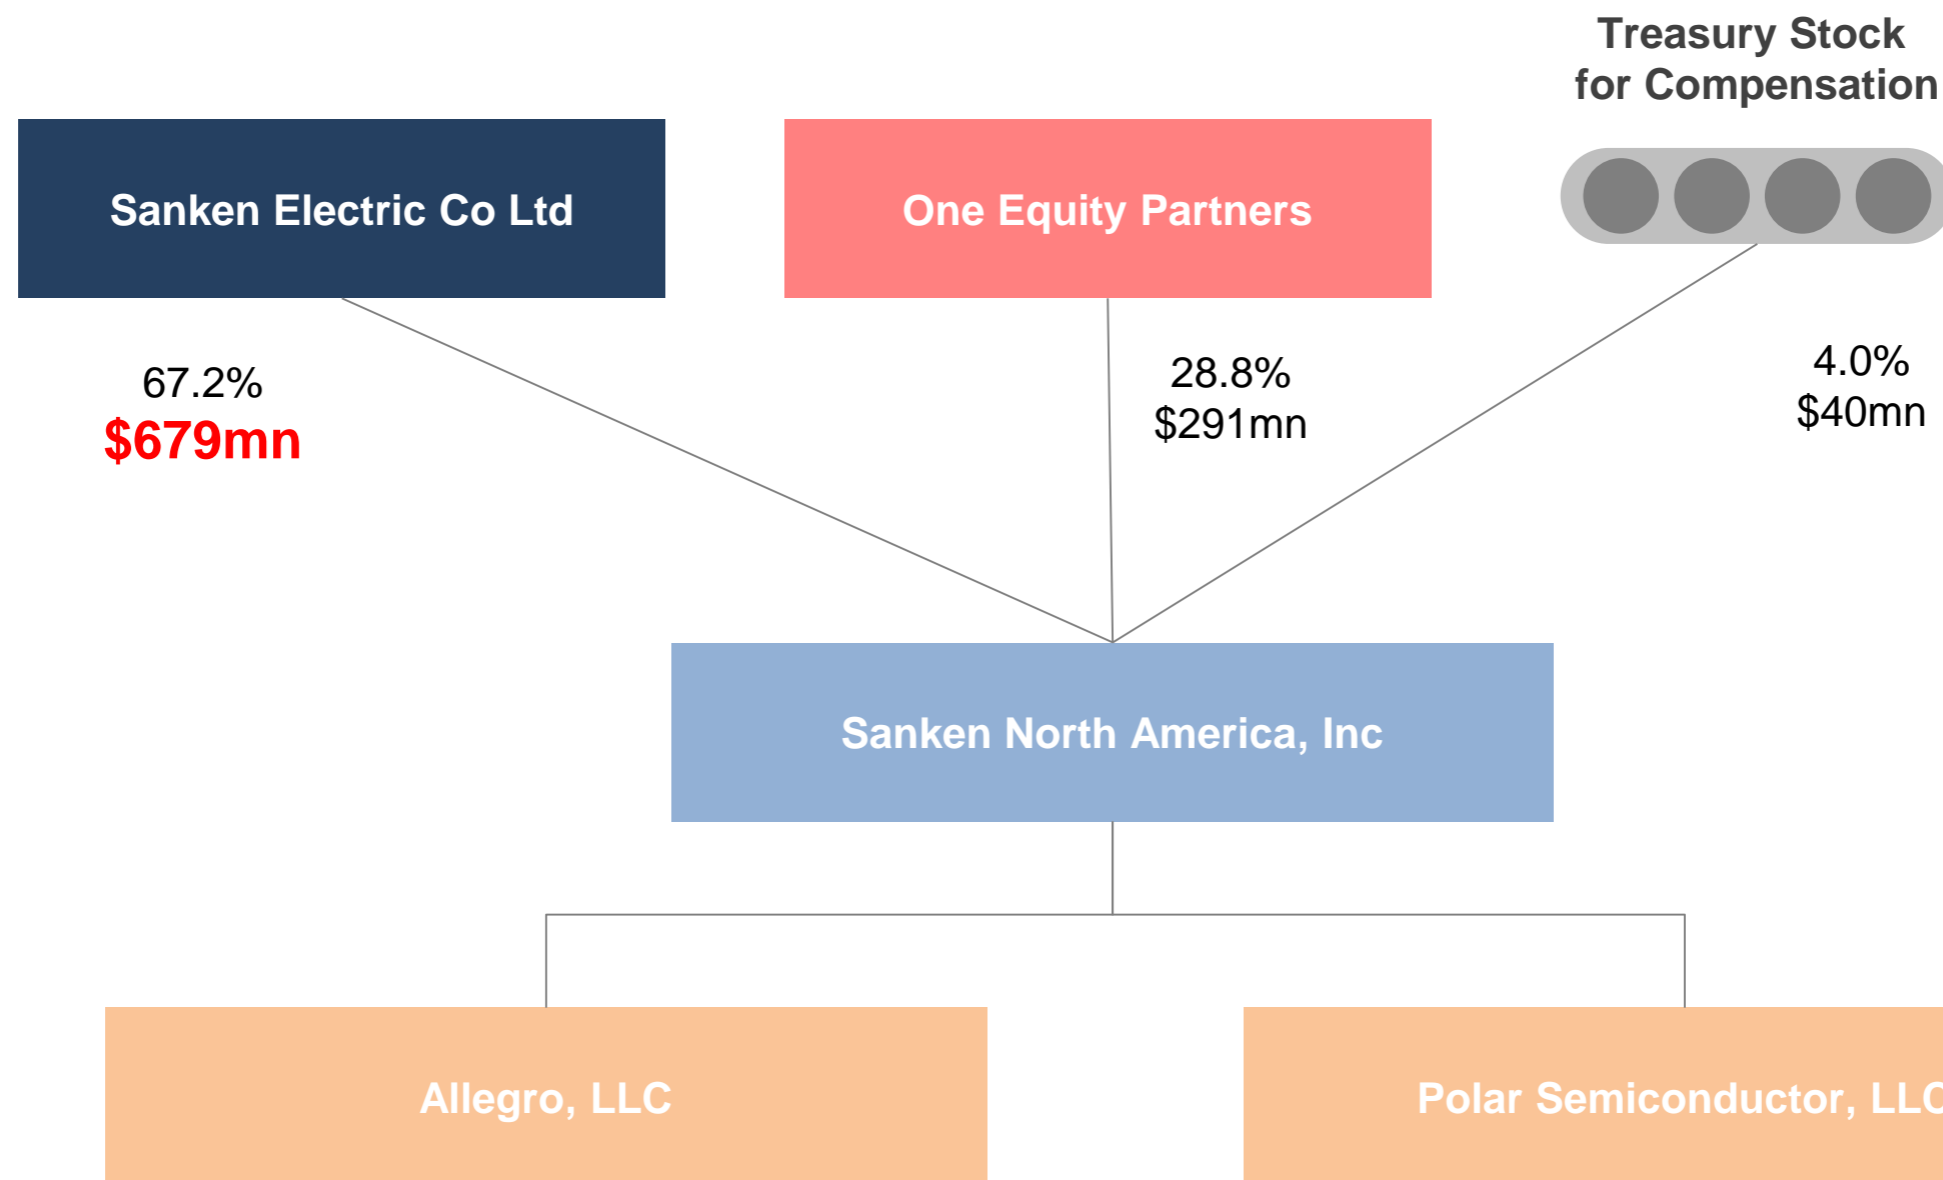 Treasury Stock
for Compensation
Sanken Electric Co Ltd
One Equity Partners
67.2%
$679mn
28.8%
$291mn
4.0%
$40mn
Sanken North America, Inc
Allegro, LLC
Polar Semiconductor, LLC